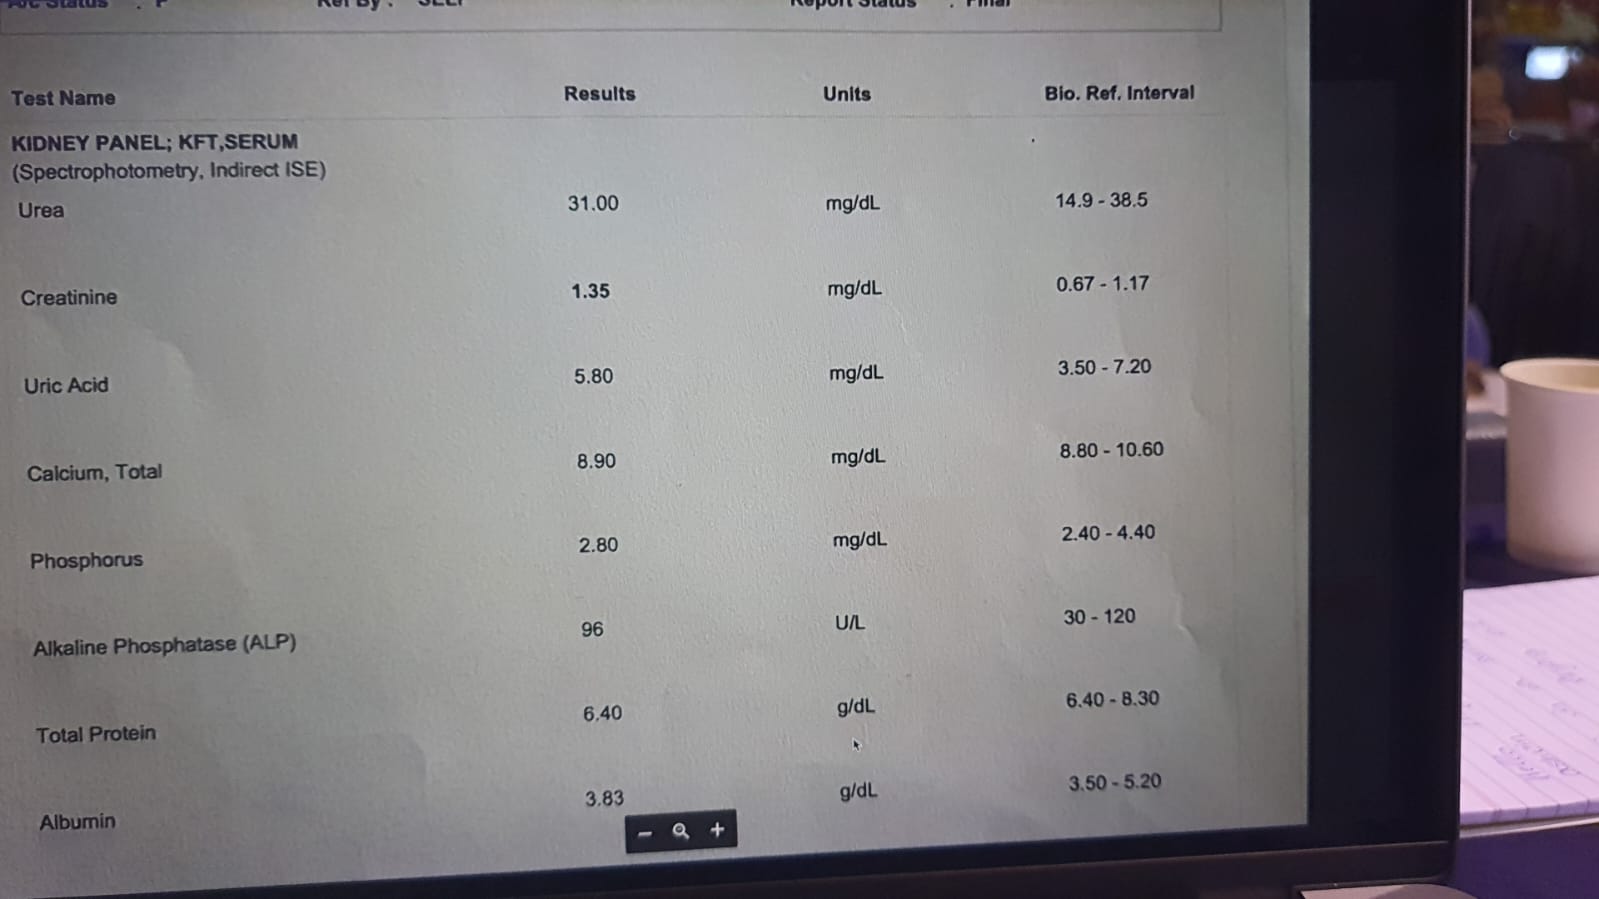 Ref By : SELF
Report Status : Final
Test Name Results Units Bio. Ref. Interval
KIDNEY PANEL; KFT,SERUM
(Spectrophotometry, Indirect ISE)
Urea 31.00 mg/dL 14.9 - 38.5
Creatinine 1.35 mg/dL 0.67 - 1.17
Uric Acid 5.80 mg/dL 3.50 - 7.20
Calcium, Total 8.90 mg/dL 8.80 - 10.60
Phosphorus 2.80 mg/dL 2.40 - 4.40
Alkaline Phosphatase (ALP) 96 U/L 30 - 120
Total Protein 6.40 g/dL 6.40 - 8.30
Albumin 3.83 g/dL 3.50 - 5.20